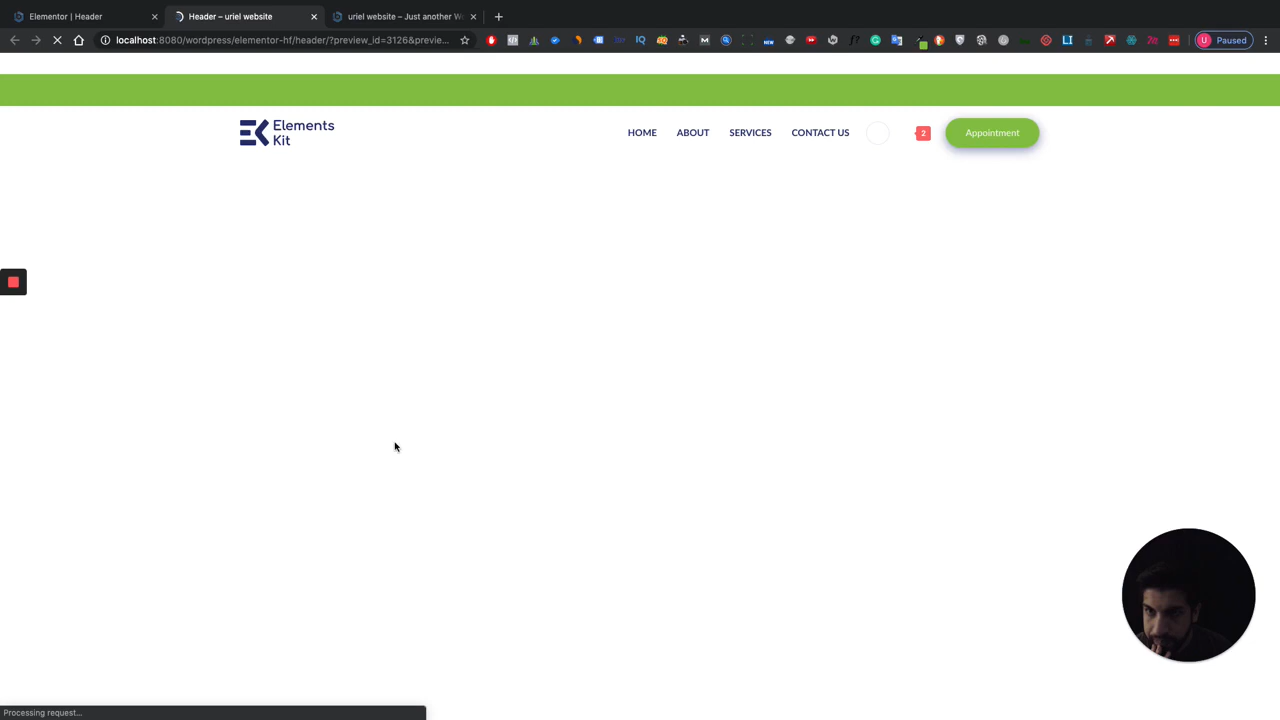 Elementor | Header
Header – uriel website
uriel website – Just another W
localhost:8080/wordpress/elementor-hf/header/?preview_id=3126&previe...
Paused
Elements
Kit
HOME
ABOUT
SERVICES
CONTACT US
2
Appointment
Processing request...